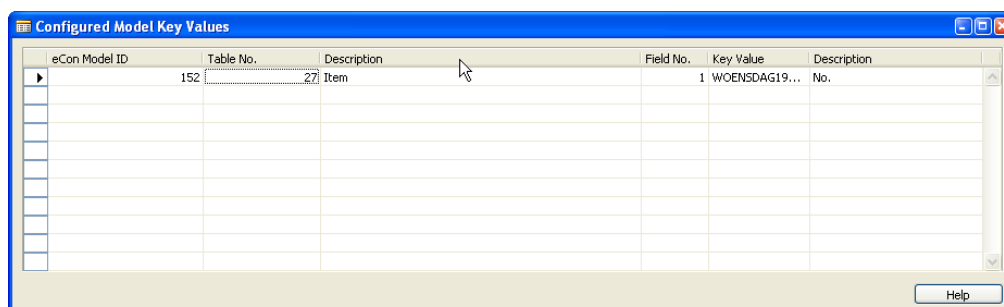 Configured Model Key Values
eCon Model ID Table No. Description Field No. Key Value Description
152 27 Item 1 WOENSDAG19... No.
Help